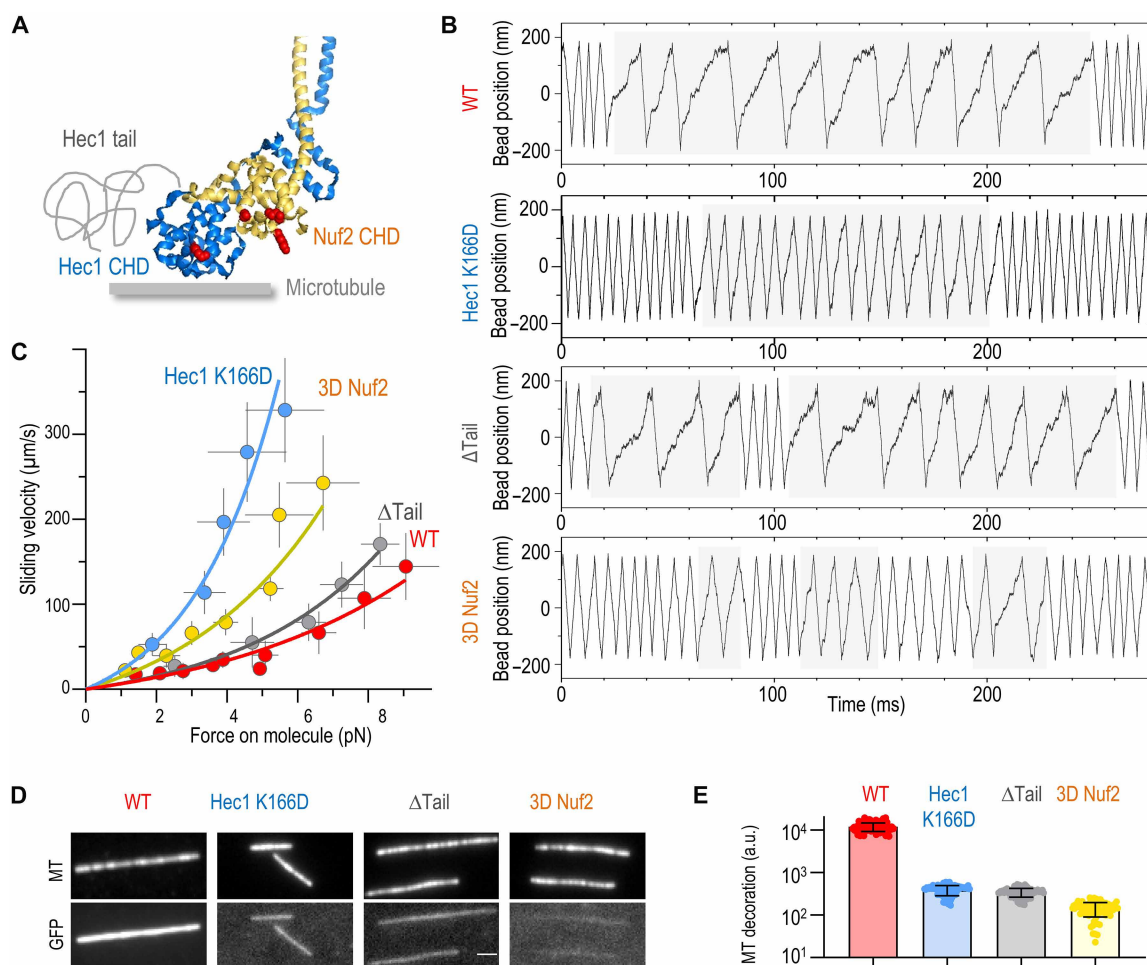 A
Hec1 tail
Nuf2 CHD
Hec1 CHD
Microtubule
B
WT
Bead position (nm)
200
0
−200
0
100
200
Hec1 K166D
Bead position (nm)
200
0
−200
0
100
200
ΔTail
Bead position (nm)
200
0
−200
0
100
200
3D Nuf2
Bead position (nm)
200
0
−200
0
100
200
Time (ms)
C
Hec1 K166D
3D Nuf2
ΔTail
WT
Sliding velocity (μm/s)
300
200
100
0
0 2 4 6 8
Force on molecule (pN)
D
WT Hec1 K166D ΔTail 3D Nuf2
MT
GFP
E
WT Hec1 ΔTail 3D Nuf2
K166D
MT decoration (a.u.)
10⁴
10³
10²
10¹